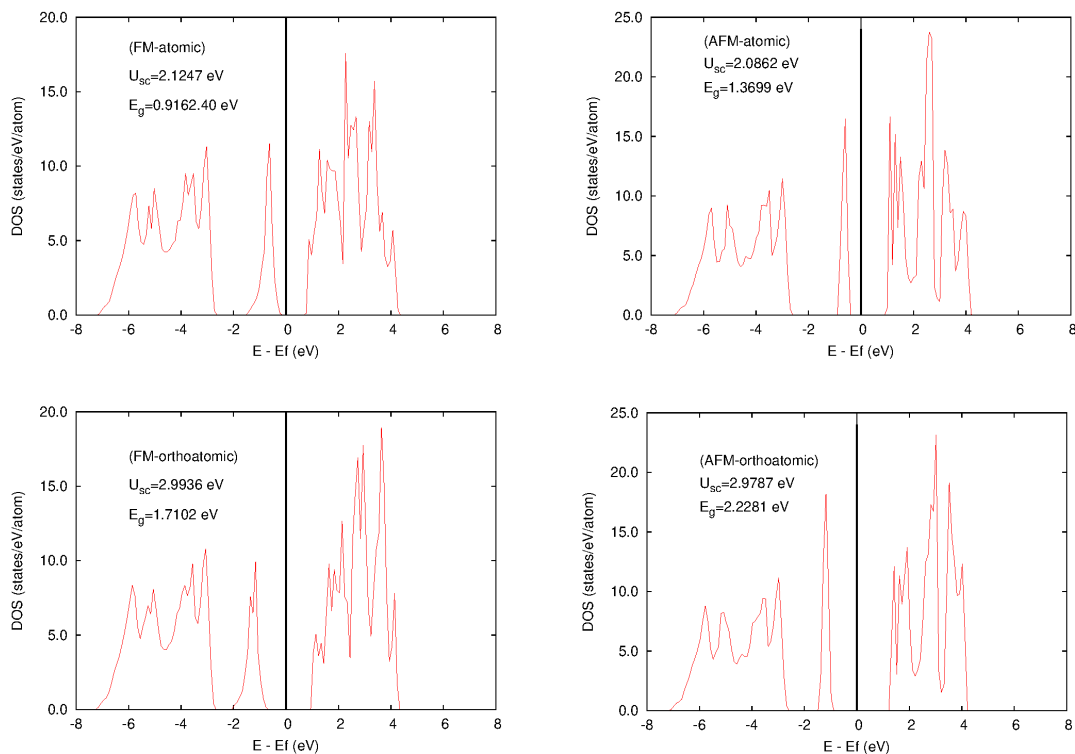 20.0
15.0
10.0
5.0
0.0
DOS (states/eV/atom)
(FM-atomic)
U_sc=2.1247 eV
E_g=0.9162.40 eV
-8 -6 -4 -2 0 2 4 6 8
E - Ef (eV)
25.0
20.0
15.0
10.0
5.0
0.0
DOS (states/eV/atom)
(AFM-atomic)
U_sc=2.0862 eV
E_g=1.3699 eV
-8 -6 -4 -2 0 2 4 6 8
E - Ef (eV)
20.0
15.0
10.0
5.0
0.0
DOS (states/eV/atom)
(FM-orthoatomic)
U_sc=2.9936 eV
E_g=1.7102 eV
-8 -6 -4 -2 0 2 4 6 8
E - Ef (eV)
25.0
20.0
15.0
10.0
5.0
0.0
DOS (states/eV/atom)
(AFM-orthoatomic)
U_sc=2.9787 eV
E_g=2.2281 eV
-8 -6 -4 -2 0 2 4 6 8
E - Ef (eV)